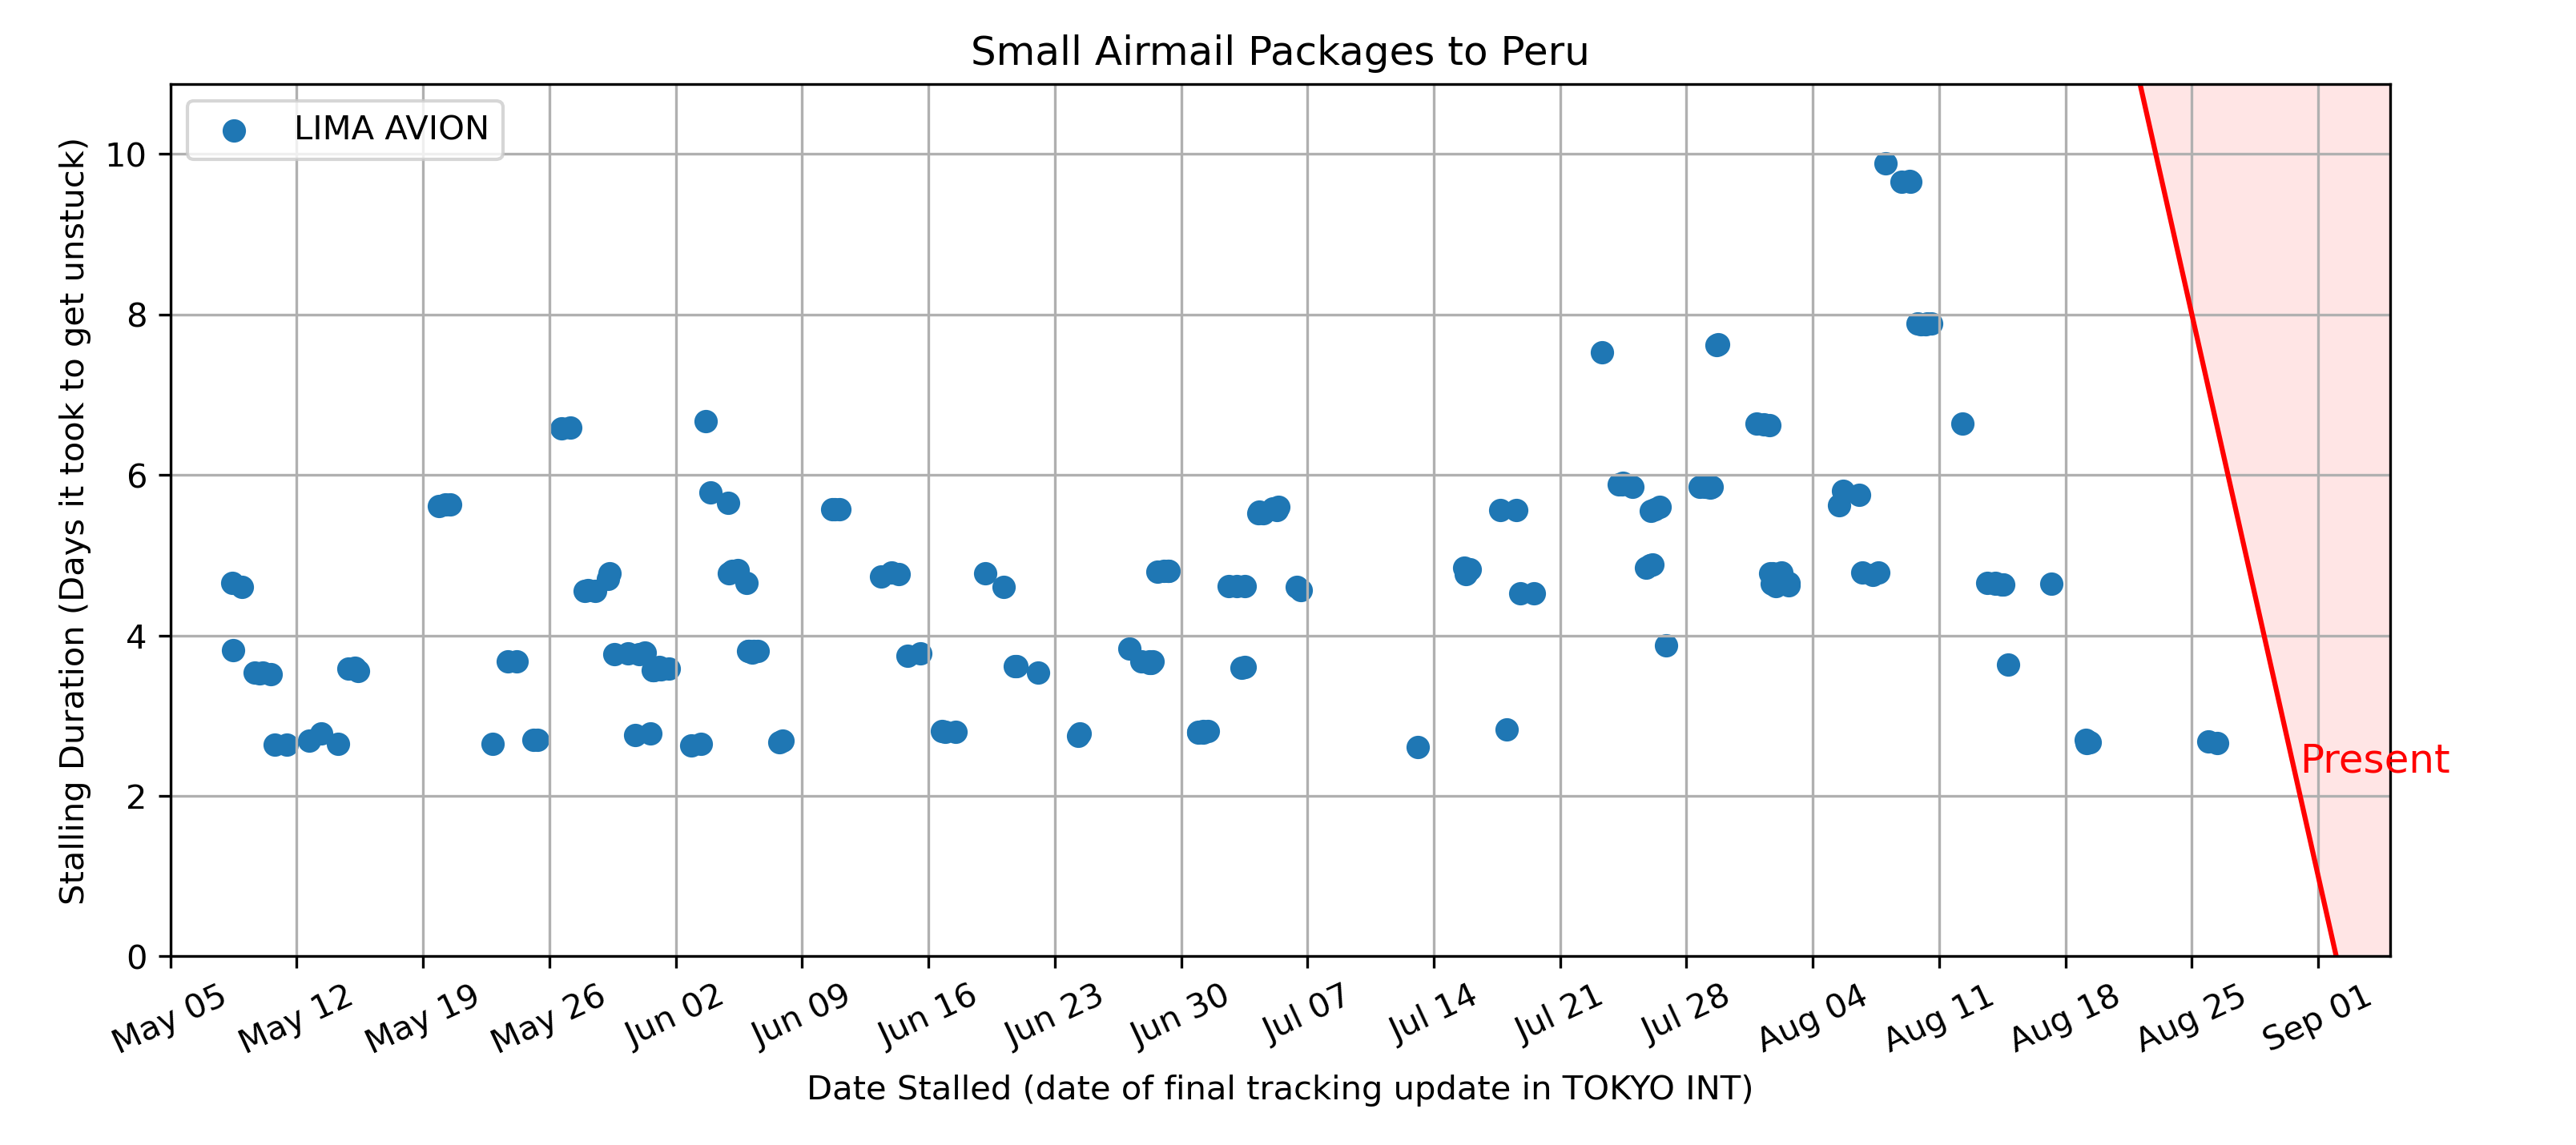 Small Airmail Packages to Peru
LIMA AVION
Stalling Duration (Days it took to get unstuck)
10
8
6
4
2
0
Present
May 05
May 12
May 19
May 26
Jun 02
Jun 09
Jun 16
Jun 23
Jun 30
Jul 07
Jul 14
Jul 21
Jul 28
Aug 04
Aug 11
Aug 18
Aug 25
Sep 01
Date Stalled (date of final tracking update in TOKYO INT)